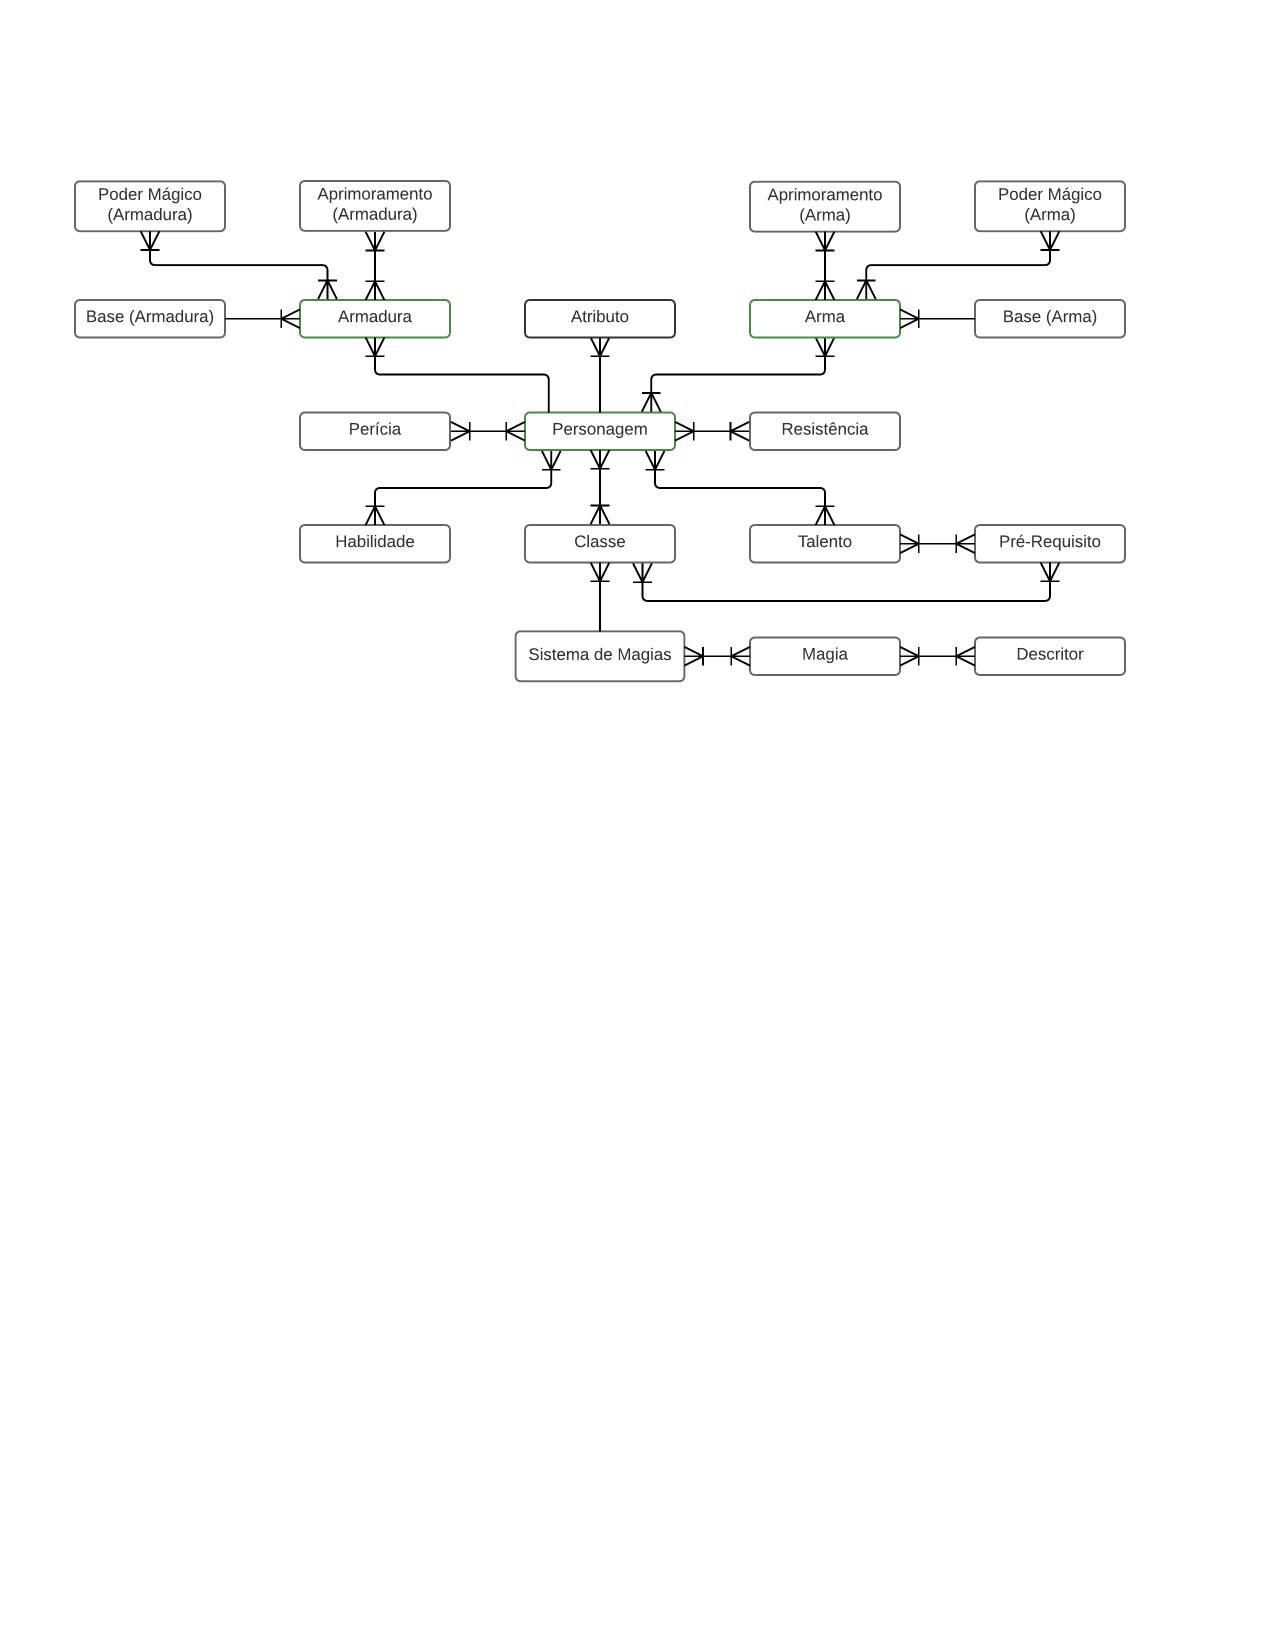 Poder Mágico
(Armadura)
Aprimoramento
(Armadura)
Aprimoramento
(Arma)
Poder Mágico
(Arma)
Base (Armadura)
Armadura
Atributo
Arma
Base (Arma)
Perícia
Personagem
Resistência
Habilidade
Classe
Talento
Pré-Requisito
Sistema de Magias
Magia
Descritor